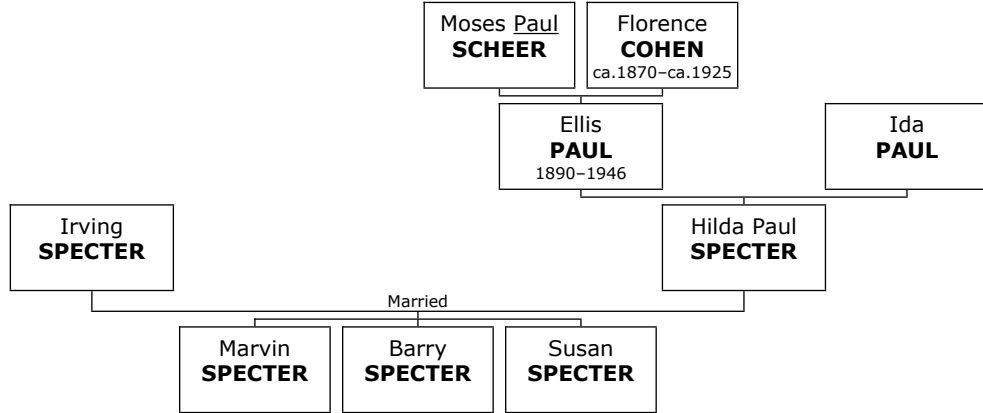 Moses Paul
SCHEER
Florence
COHEN
ca.1870–ca.1925
Ellis
PAUL
1890–1946
Ida
PAUL
Irving
SPECTER
Hilda Paul
SPECTER
Married
Marvin
SPECTER
Barry
SPECTER
Susan
SPECTER